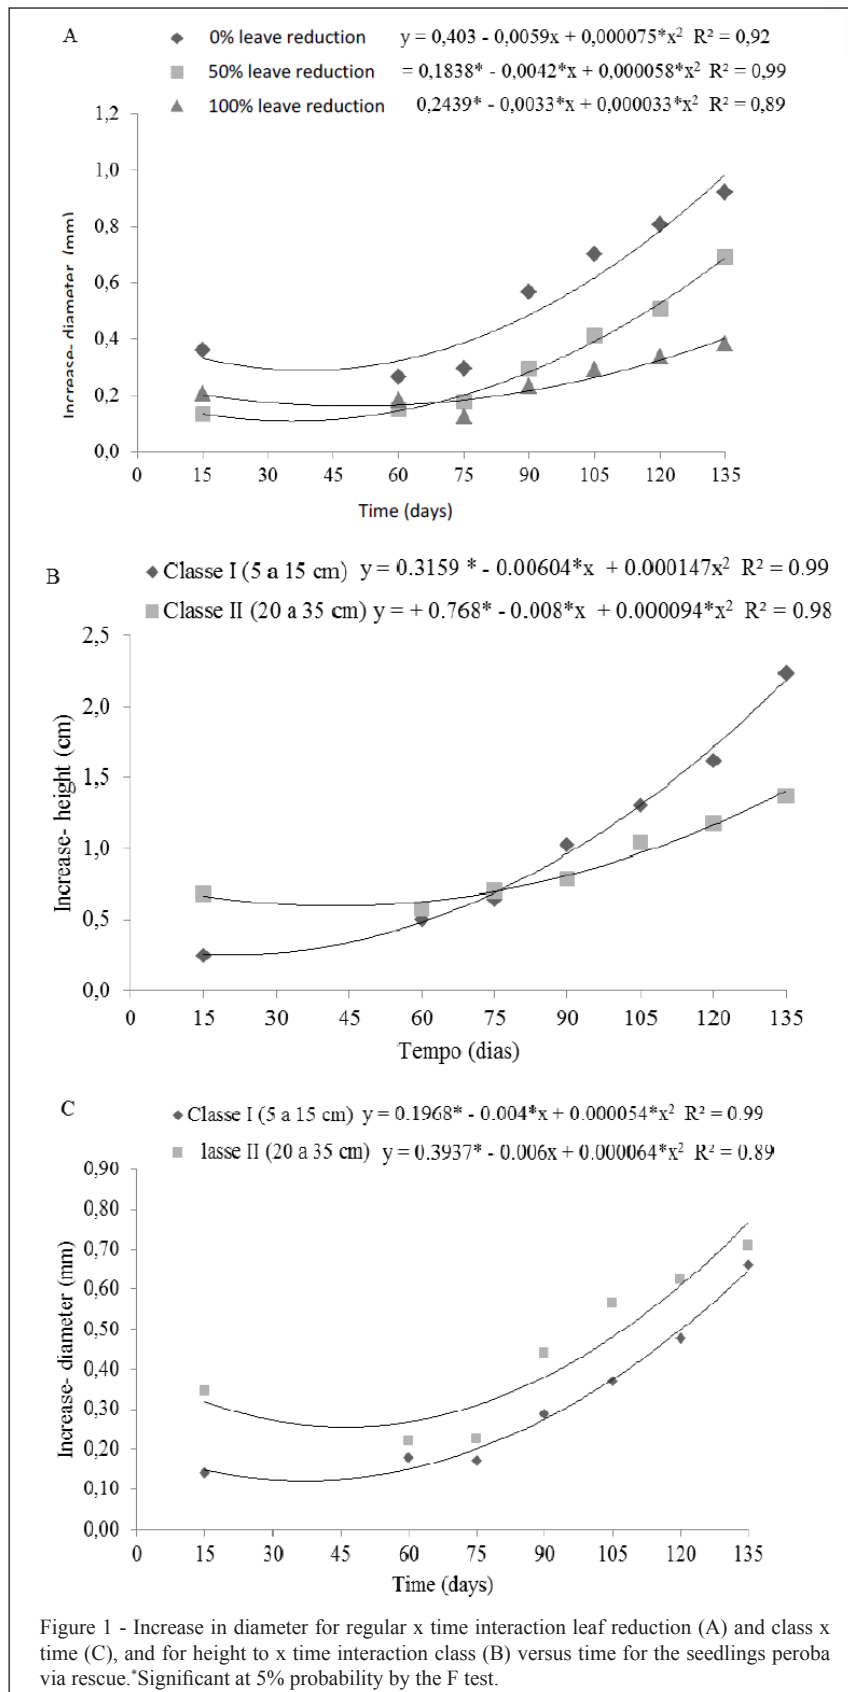 A
0% leave reduction y = 0,403 - 0,0059x + 0,000075*x² R² = 0,92
50% leave reduction = 0,1838* - 0,0042*x + 0,000058*x² R² = 0,99
100% leave reduction 0,2439* - 0,0033*x + 0,000033*x² R² = 0,89
1,2
1,0
0,8
0,6
0,4
0,2
0,0
Increase- diameter (mm)
0 15 30 45 60 75 90 105 120 135
Time (days)
B
Classe I (5 a 15 cm) y = 0.3159 * - 0.00604*x + 0.000147x² R² = 0.99
Classe II (20 a 35 cm) y = + 0.768* - 0.008*x + 0.000094*x² R² = 0.98
2,5
2,0
1,5
1,0
0,5
0,0
Increase- height (cm)
0 15 30 45 60 75 90 105 120 135
Tempo (dias)
C
Classe I (5 a 15 cm) y = 0.1968* - 0.004*x + 0.000054*x² R² = 0.99
lasse II (20 a 35 cm) y = 0.3937* - 0.006x + 0.000064*x² R² = 0.89
0,90
0,80
0,70
0,60
0,50
0,40
0,30
0,20
0,10
0,00
Increase- diameter (mm)
0 15 30 45 60 75 90 105 120 135
Time (days)
Figure 1 - Increase in diameter for regular x time interaction leaf reduction (A) and class x
time (C), and for height to x time interaction class (B) versus time for the seedlings peroba
via rescue.*Significant at 5% probability by the F test.